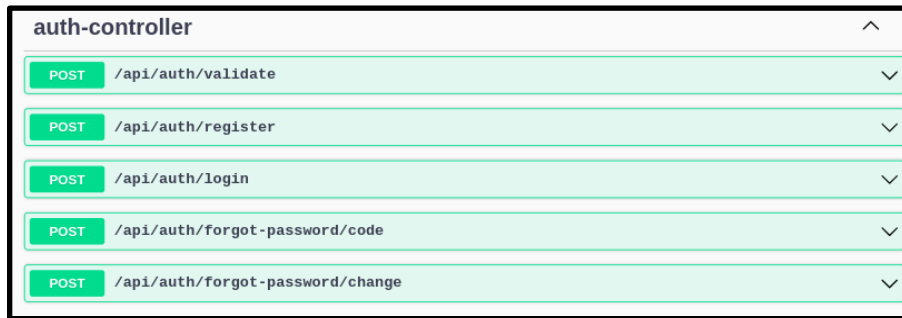 auth-controller
POST /api/auth/validate
POST /api/auth/register
POST /api/auth/login
POST /api/auth/forgot-password/code
POST /api/auth/forgot-password/change